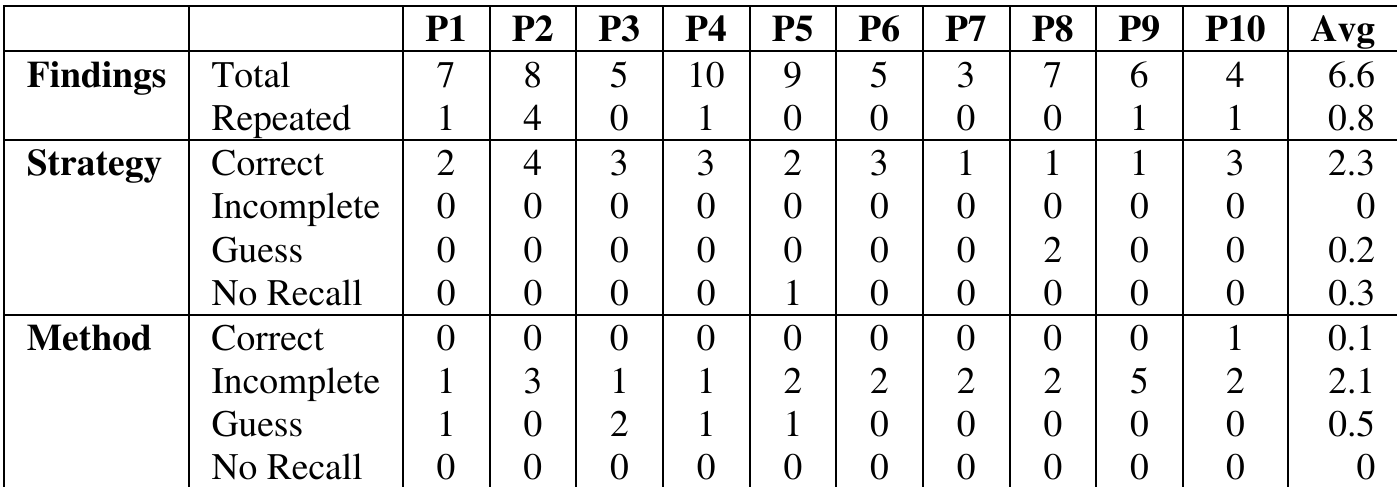 P1 P2 P3 P4 P5 P6 P7 P8 P9 P10 Avg
Findings Total 7 8 5 10 9 5 3 7 6 4 6.6
Repeated 1 4 0 1 0 0 0 0 1 1 0.8
Strategy Correct 2 4 3 3 2 3 1 1 1 3 2.3
Incomplete 0 0 0 0 0 0 0 0 0 0 0
Guess 0 0 0 0 0 0 0 2 0 0 0.2
No Recall 0 0 0 0 1 0 0 0 0 0 0.3
Method Correct 0 0 0 0 0 0 0 0 0 1 0.1
Incomplete 1 3 1 1 2 2 2 2 5 2 2.1
Guess 1 0 2 1 1 0 0 0 0 0 0.5
No Recall 0 0 0 0 0 0 0 0 0 0 0